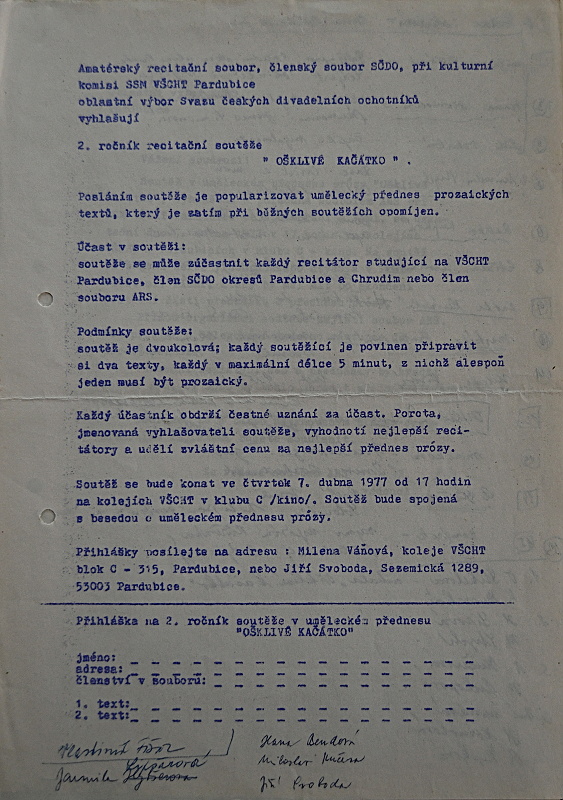 Amatérský recitační soubor, členský soubor SČDO, při kulturní
komisi SSM VŠCHT Pardubice
oblastní výbor Svazu českých divadelních ochotníků
vyhlašují
2. ročník recitační soutěže
" OŠKLIVÉ KAČÁTKO " .
Posláním soutěže je popularizovat umělecký přednes prozaických
textů, který je zatím při běžných soutěžích opomíjen.
Účast v soutěži:
soutěže se může zúčastnit každý recitátor studující na VŠCHT
Pardubice, člen SČDO okresů Pardubice a Chrudim nebo člen
souboru ARS.
Podmínky soutěže:
soutěž je dvoukolová; každý soutěžící je povinen připravit
si dva texty, každý v maximální délce 5 minut, z nichž alespoň
jeden musí být prozaický.
Každý účastník obdrží čestné uznání za účast. Porota,
jmenovaná vyhlašovateli soutěže, vyhodnotí nejlepší reci-
tátory a udělí zvláštní cenu za nejlepší přednes prózy.
Soutěž se bude konat ve čtvrtek 7. dubna 1977 od 17 hodin
na kolejích VŠCHT v klubu C /kino/. Soutěž bude spojená
s besedou o uměleckém přednesu prózy.
Přihlášky posílejte na adresu : Milena Váňová, koleje VŠCHT
blok C - 315, Pardubice, nebo Jiří Svoboda, Sezemická 1289,
53003 Pardubice.
Přihláška na 2. ročník soutěže v uměleckém přednesu
"OŠKLIVÉ KAČÁTKO"
jméno:
adresa:
členství v souboru:
1. text:
2. text:
Vlastimil
Jarmila
Hana Bendová
Miloslav Kučera
Jiří Svoboda